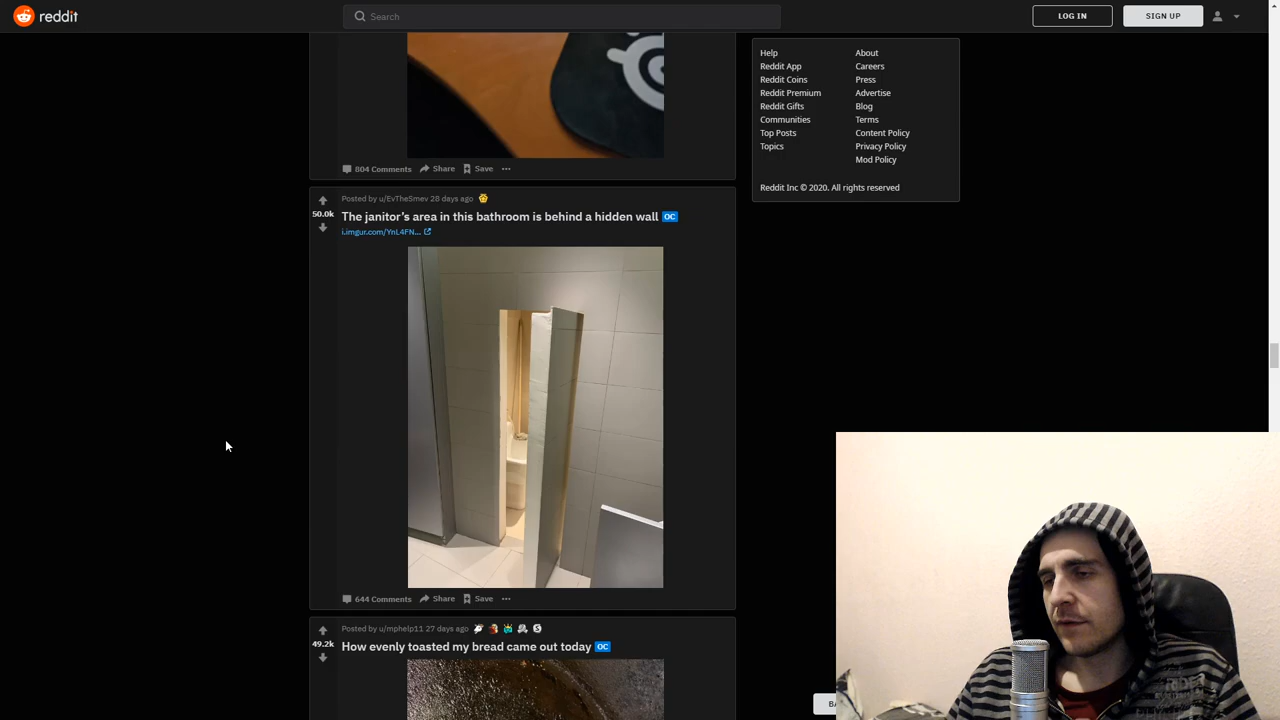 reddit
Search
LOG IN
SIGN UP
Help
About
Reddit App
Careers
Reddit Coins
Press
Reddit Premium
Advertise
Reddit Gifts
Blog
Communities
Terms
Top Posts
Content Policy
Topics
Privacy Policy
Mod Policy
Reddit Inc © 2020. All rights reserved
804 Comments
Share
Save
Posted by u/EvTheSmev 28 days ago
50.0k
The janitor’s area in this bathroom is behind a hidden wall OC
i.imgur.com/YnL4FN...
644 Comments
Share
Save
Posted by u/mphelp11 27 days ago
49.2k
How evenly toasted my bread came out today OC